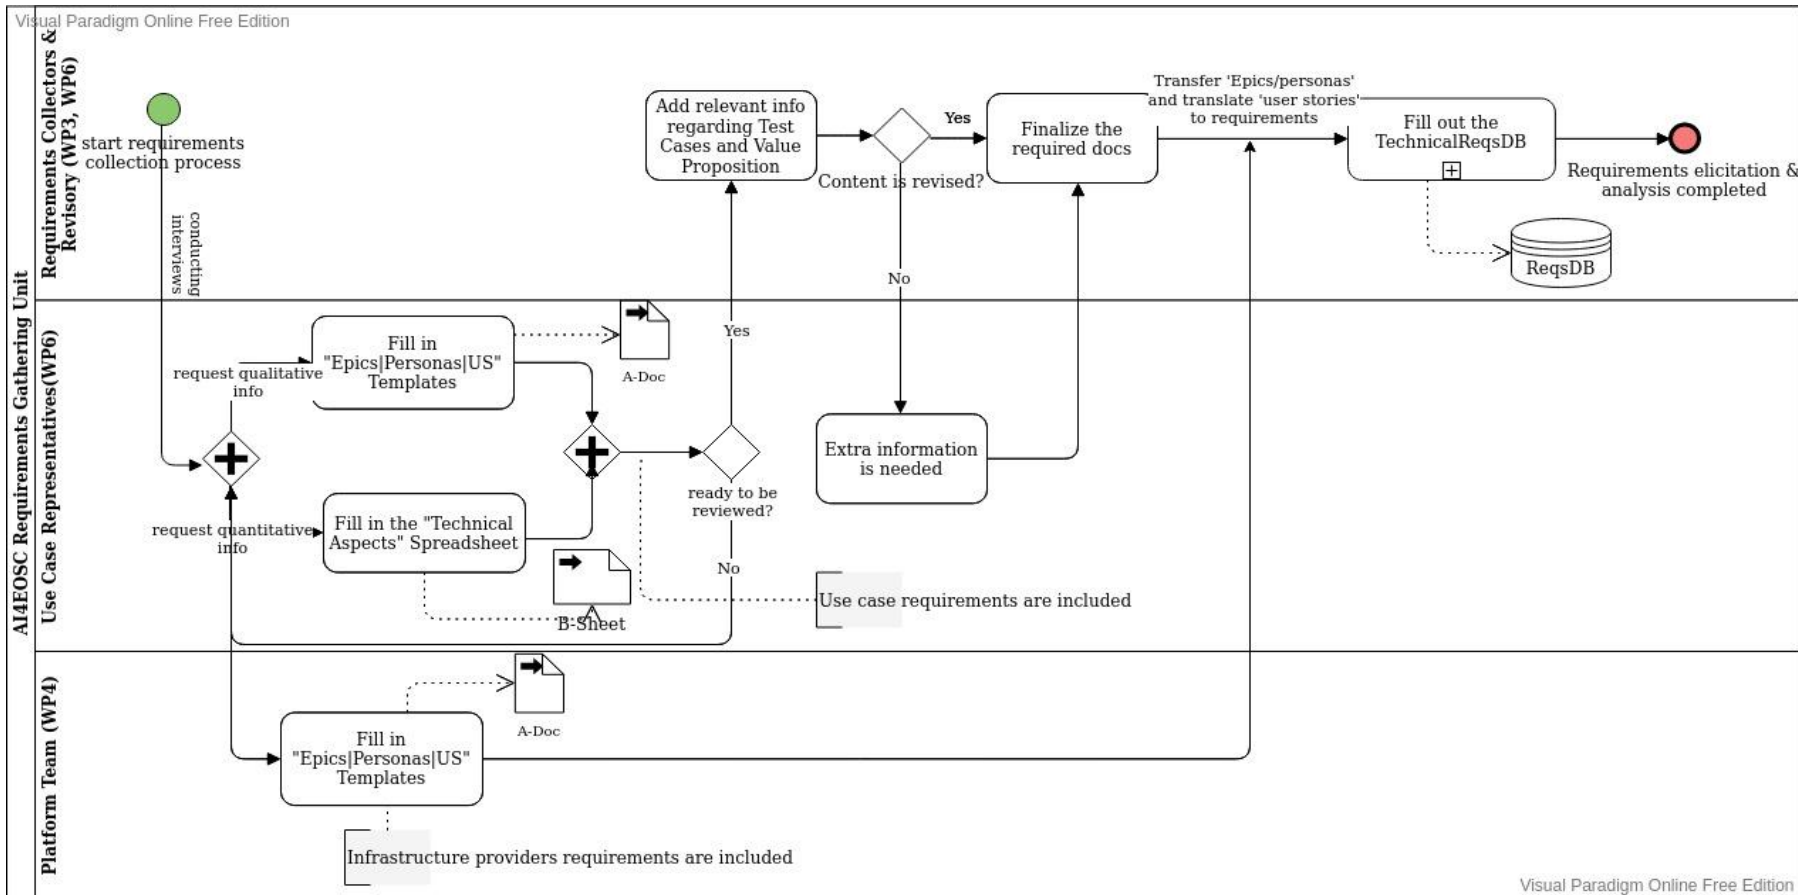 Visual Paradigm Online Free Edition
AI4EOSC Requirements Gathering Unit
Requirements Collectors &
Revisory (WP3, WP6)
start requirements
collection process
conducting
interviews
Add relevant info
regarding Test
Cases and Value
Proposition
Content is revised?
Yes
No
Finalize the
required docs
Transfer 'Epics/personas'
and translate 'user stories'
to requirements
Fill out the
TechnicalReqsDB
ReqsDB
Requirements elicitation &
analysis completed
Use Case Representatives(WP6)
request qualitative
info
Fill in
"Epics|Personas|US"
Templates
A-Doc
request quantitative
info
Fill in the "Technical
Aspects" Spreadsheet
B-Sheet
Yes
ready to be
reviewed?
No
Extra information
is needed
Use case requirements are included
Platform Team (WP4)
Fill in
"Epics|Personas|US"
Templates
A-Doc
Infrastructure providers requirements are included
Visual Paradigm Online Free Edition